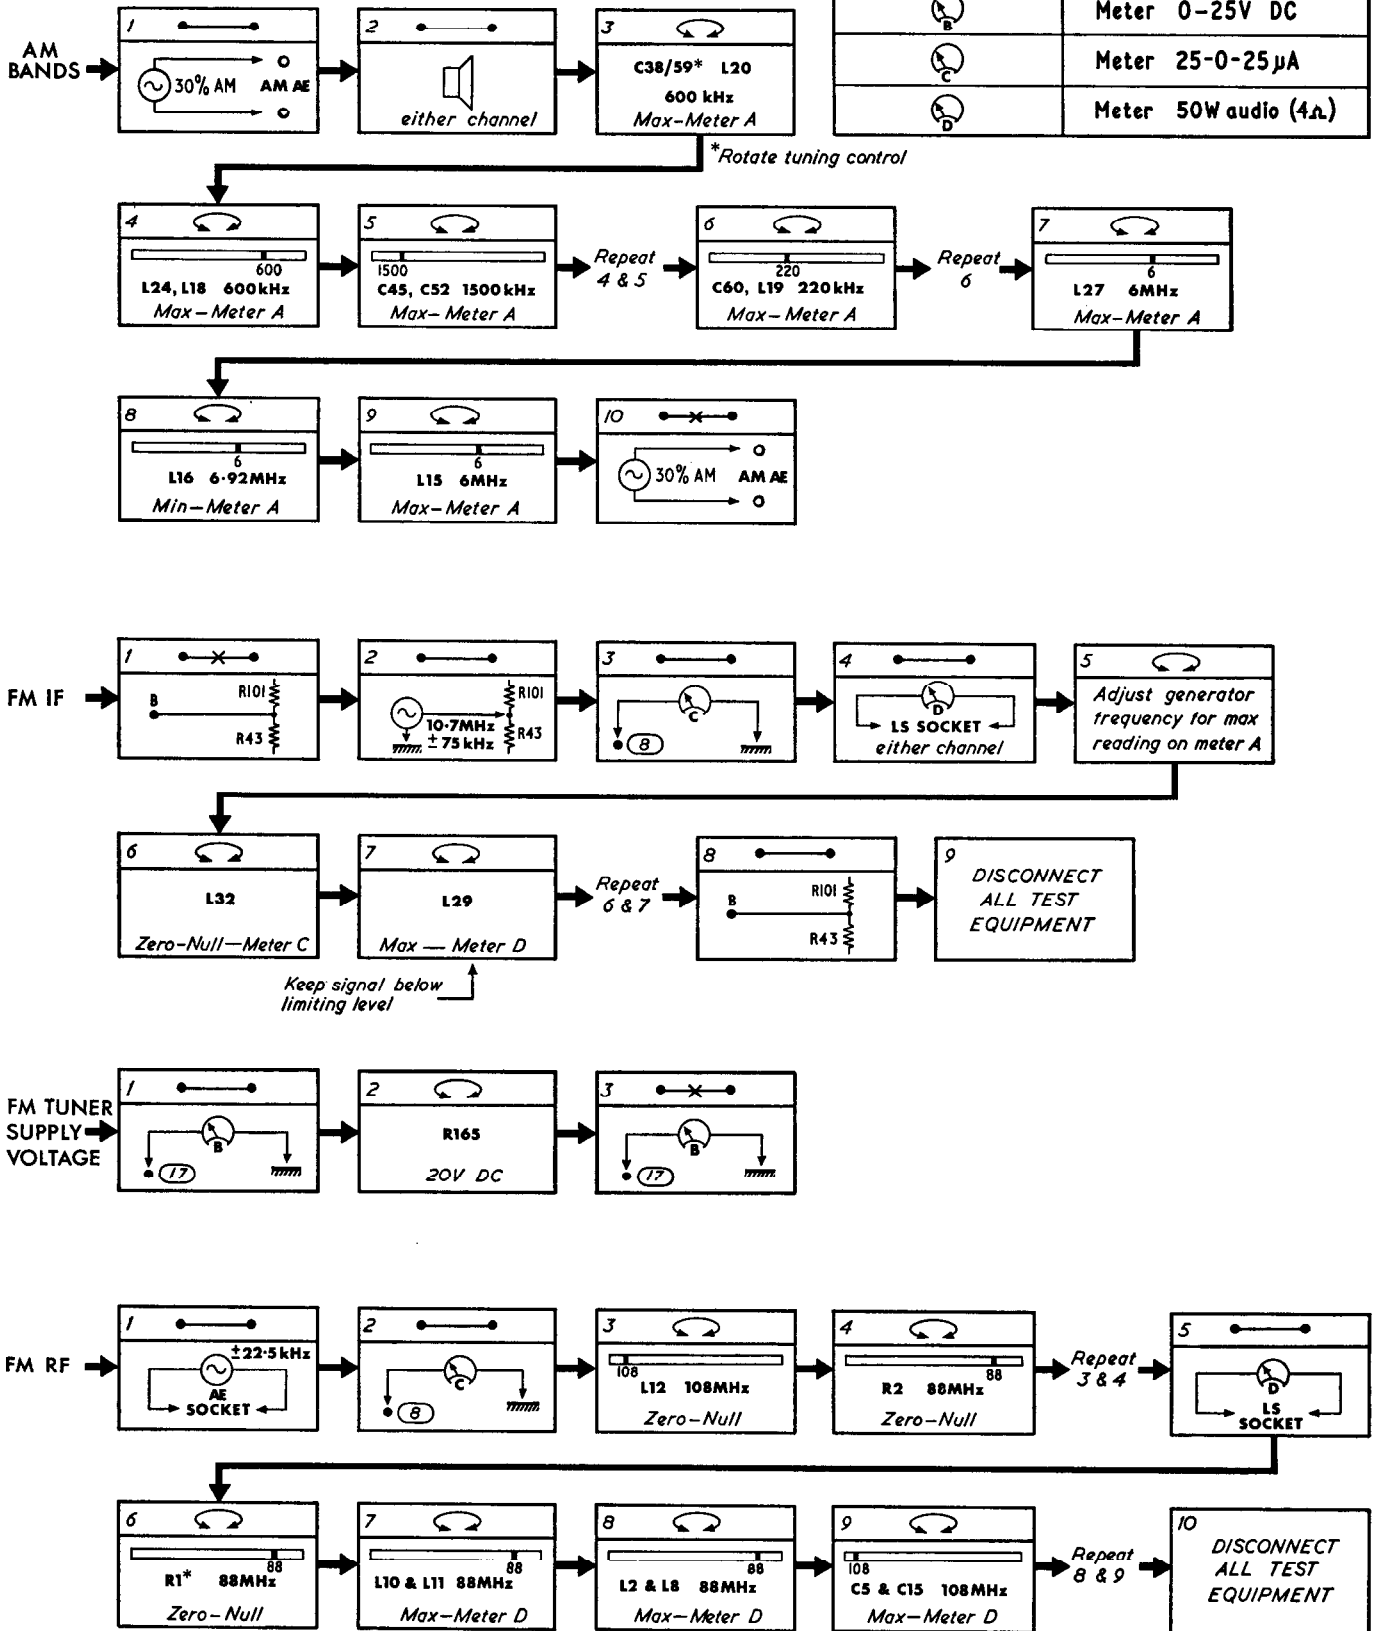 B
Meter 0-25V DC
C
Meter 25-0-25µA
D
Meter 50W audio (4Ω)
AM
BANDS
1
30% AM
AM AE
2
either channel
3
C38/59* L20
600 kHz
Max-Meter A
*Rotate tuning control
4
600
L24, L18 600kHz
Max-Meter A
5
1500
C45, C52 1500kHz
Max-Meter A
Repeat
4 & 5
6
220
C60, L19 220kHz
Max-Meter A
Repeat
6
7
6
L27 6MHz
Max-Meter A
8
6
L16 6·92MHz
Min-Meter A
9
6
L15 6MHz
Max-Meter A
10
30% AM
AM AE
FM IF
1
B
R101
R43
2
R101
10·7MHz
± 75 kHz
R43
3
C
8
4
D
LS SOCKET
either channel
5
Adjust generator
frequency for max
reading on meter A
6
L32
Zero-Null-Meter C
7
L29
Max — Meter D
Keep signal below
limiting level
Repeat
6 & 7
8
B
R101
R43
9
DISCONNECT
ALL TEST
EQUIPMENT
FM TUNER
SUPPLY
VOLTAGE
1
B
17
2
R165
20V DC
3
B
17
FM RF
1
±22·5kHz
AE
SOCKET
2
C
8
3
108
L12 108MHz
Zero-Null
4
88
R2 88MHz
Zero-Null
Repeat
3 & 4
5
D
LS
SOCKET
6
88
R1* 88MHz
Zero-Null
7
88
L10 & L11 88MHz
Max-Meter D
8
88
L2 & L8 88MHz
Max-Meter D
9
108
C5 & C15 108MHz
Max-Meter D
Repeat
8 & 9
10
DISCONNECT
ALL TEST
EQUIPMENT